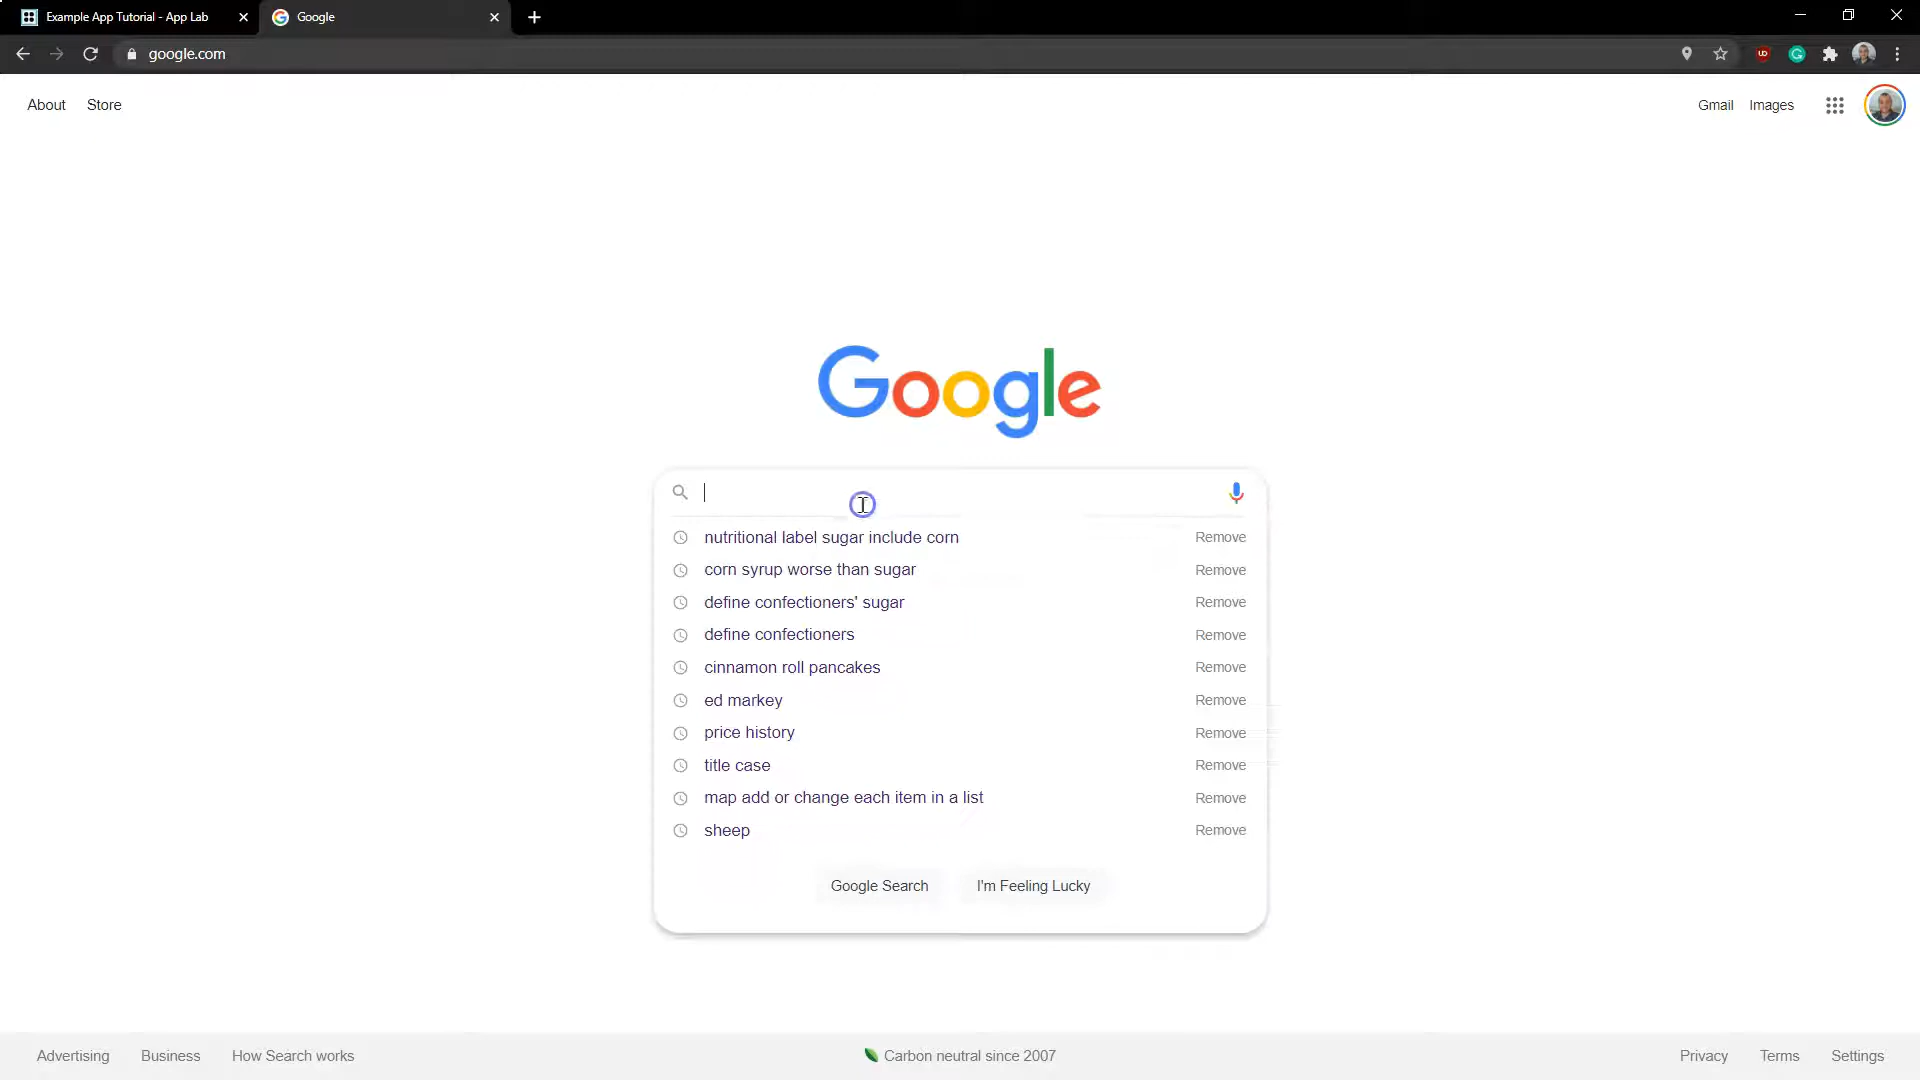 Example App Tutorial - App Lab
Google
google.com
About Store
Gmail Images
Google
nutritional label sugar include corn Remove
corn syrup worse than sugar Remove
define confectioners' sugar Remove
define confectioners Remove
cinnamon roll pancakes Remove
ed markey Remove
price history Remove
title case Remove
map add or change each item in a list Remove
sheep Remove
Google Search I'm Feeling Lucky
Advertising Business How Search works Carbon neutral since 2007 Privacy Terms Settings